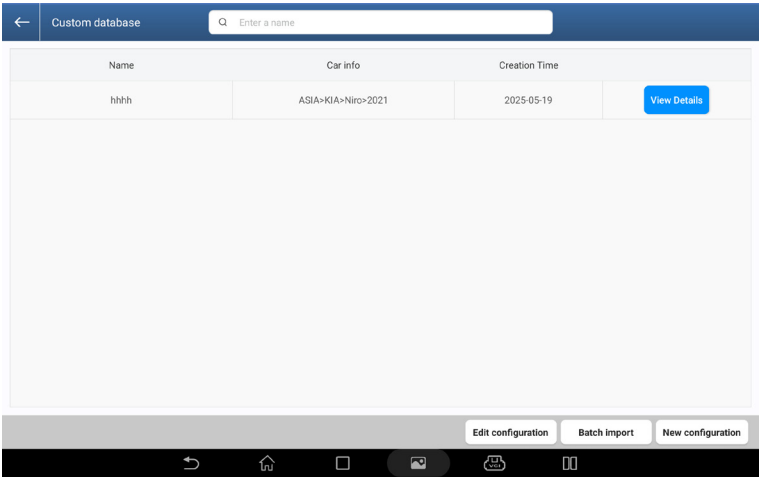 Custom database
Enter a name
Name Car info Creation Time
hhhh ASIA>KIA>Niro>2021 2025-05-19 View Details
Edit configuration Batch import New configuration
VCI